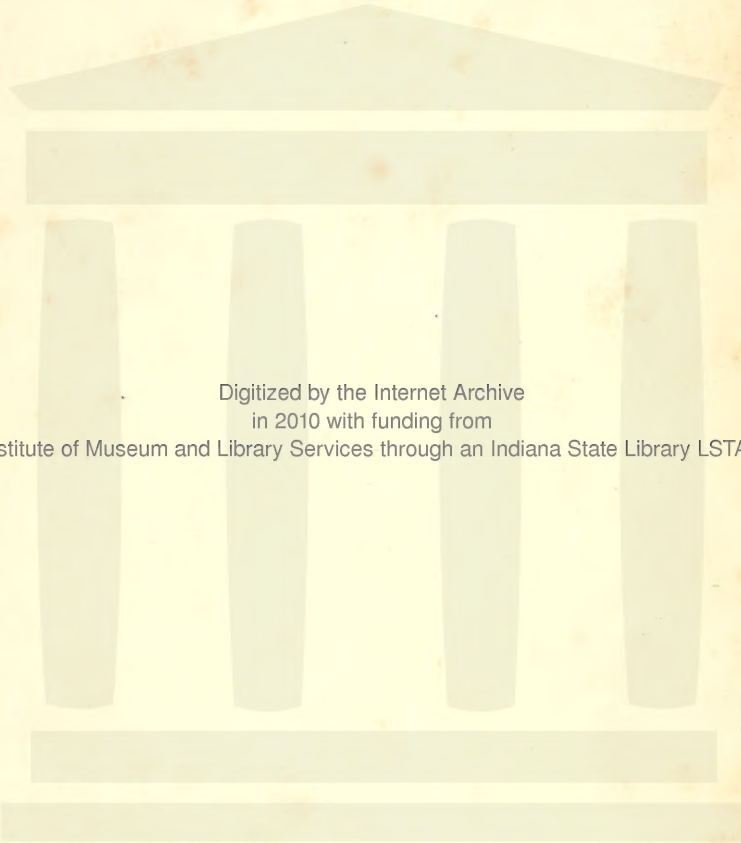 Digitized by the Internet Archive
in 2010 with funding from
stitute of Museum and Library Services through an Indiana State Library LSTA